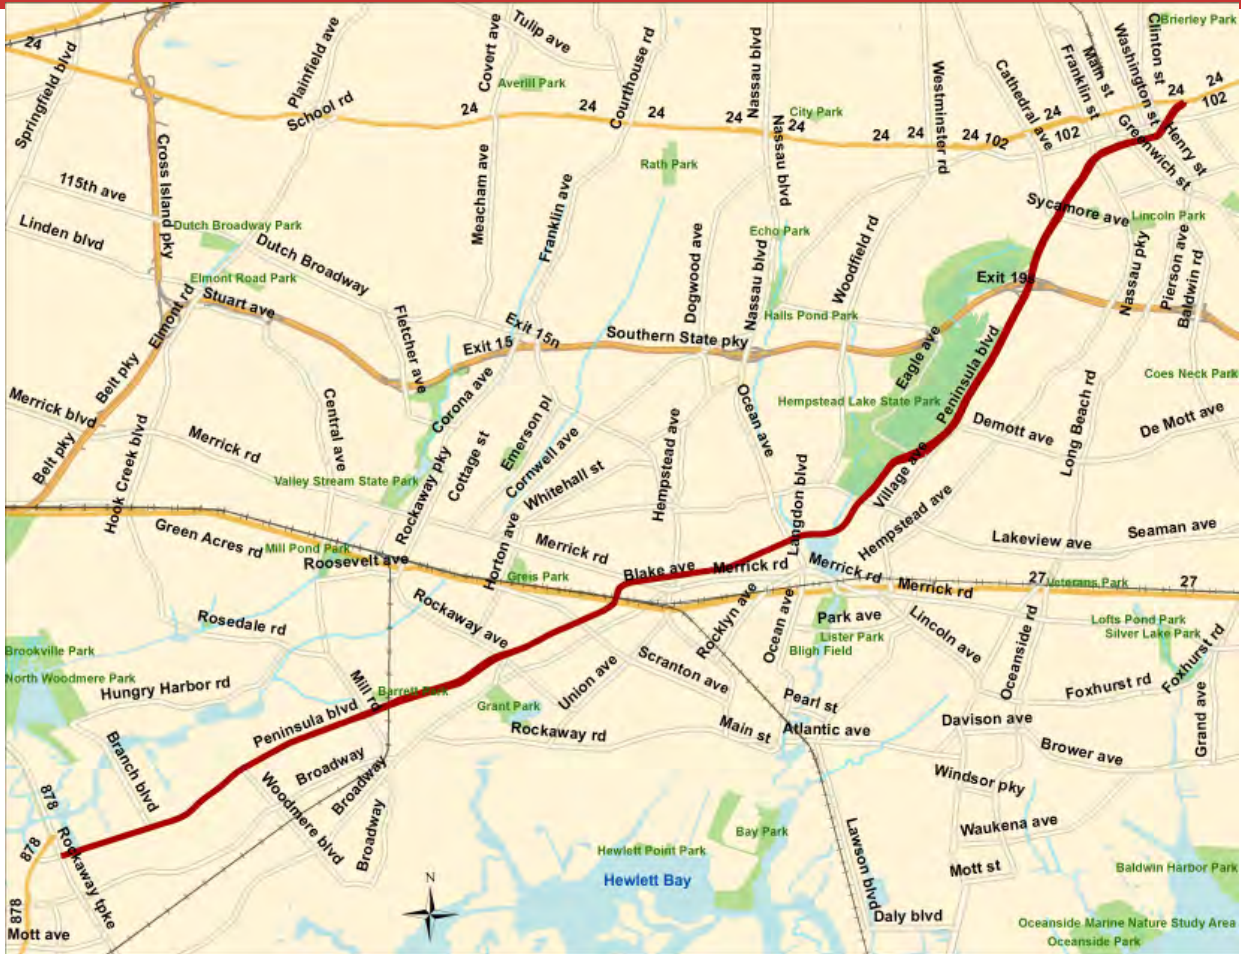 Brierley Park
Tulip ave
Clinton st
Covert ave
Courthouse rd
Nassau blvd
Plainfield ave
Washington st
Main st
Franklin st
24
Springfield blvd
Averill Park
Westminster rd
Cathedral ave
24
24
102
School rd
24
24
24
City Park
24
Nassau blvd
24
24
24 102
24
102
Greenwich st
Henry st
Cross Island pky
Meacham ave
Rath Park
115th ave
Franklin ave
Sycamore ave
Lincoln Park
Linden blvd
Dutch Broadway Park
Dutch Broadway
Echo Park
Dogwood ave
Nassau blvd
Woodfield rd
Nassau pky
Pierson ave
Baldwin rd
Elmont Road Park
Exit 19s
Stuart ave
Elmont rd
Fletcher ave
Exit 15n
Exit 15
Southern State pky
Halls Pond Park
Eagle ave
Peninsula blvd
Belt pky
Corona ave
Coes Neck Park
Merrick blvd
Central ave
Emerson pl
Ocean ave
Hempstead Lake State Park
Long Beach rd
De Mott ave
Demott ave
Belt pky
Hook Creek blvd
Merrick rd
Cottage st
Cornwell ave
Whitehall st
Hempstead ave
Valley Stream State Park
Rockaway pky
Langdon blvd
Village ave
Hempstead ave
Seaman ave
Green Acres rd
Mill Pond Park
Roosevelt ave
Horton ave
Merrick rd
Lakeview ave
Greis Park
Blake ave
Merrick rd
Merrick rd
Merrick rd
27
Veterans Park
27
Rockaway ave
Rosedale rd
Rocklyn ave
Ocean ave
Park ave
Lister Park
Bligh Field
Lincoln ave
Oceanside rd
Lofts Pond Park
Silver Lake Park
Foxhurst rd
Brookville Park
North Woodmere Park
Hungry Harbor rd
Mill rd
Barrett Park
Scranton ave
Union ave
Grant Park
Pearl st
Foxhurst rd
Grand ave
Peninsula blvd
Rockaway rd
Main st
Atlantic ave
Davison ave
Brower ave
Branch blvd
Broadway
Broadway
Woodmere blvd
Broadway
Windsor pky
878
878
Rockaway tpke
Bay Park
Lawson blvd
Waukena ave
Hewlett Point Park
Hewlett Bay
Mott st
Baldwin Harbor Park
N
878
Mott ave
Daly blvd
Oceanside Marine Nature Study Area
Oceanside Park